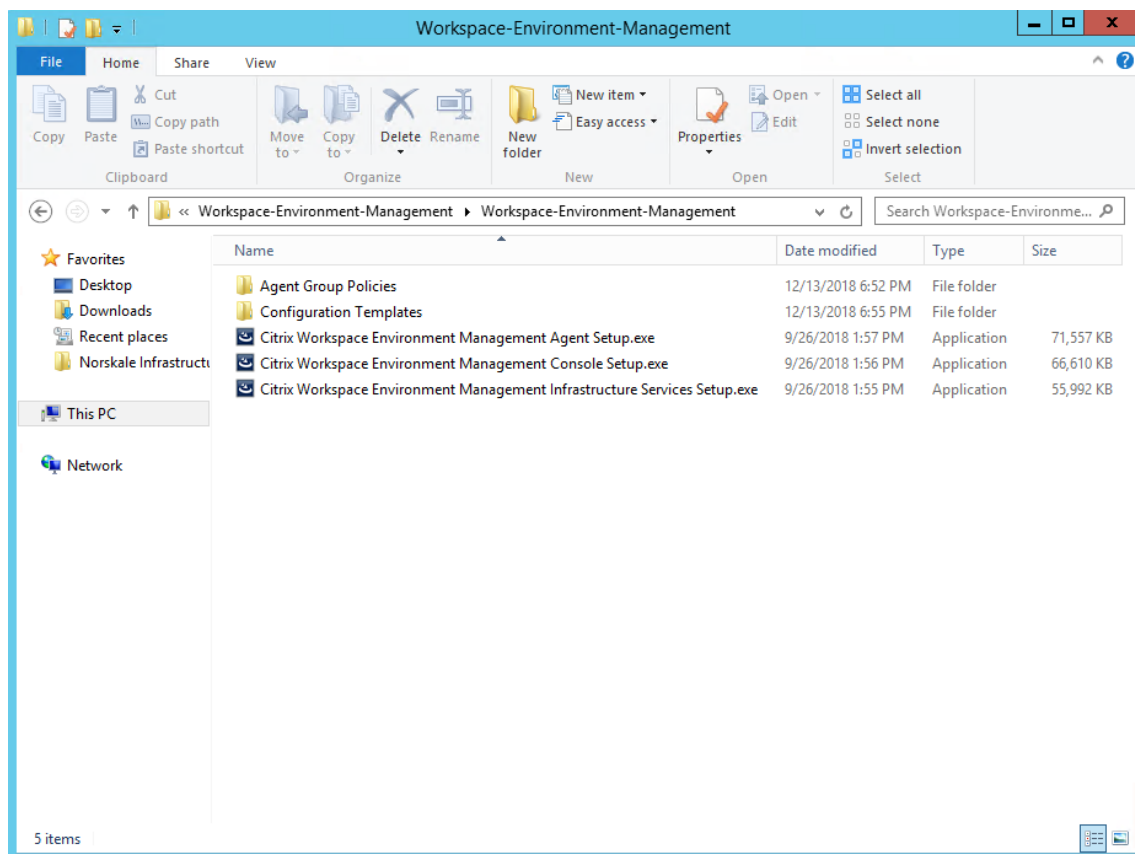 Workspace-Environment-Management
File Home Share View
Copy
Paste
Cut
Copy path
Paste shortcut
Clipboard
Move to
Copy to
Delete
Rename
Organize
New folder
New item
Easy access
New
Properties
Open
Edit
Open
Select all
Select none
Invert selection
Select
« Workspace-Environment-Management Workspace-Environment-Management
Search Workspace-Environme...
Favorites
Desktop
Downloads
Recent places
Norskale Infrastructu
This PC
Network
Name Date modified Type Size
Agent Group Policies 12/13/2018 6:52 PM File folder
Configuration Templates 12/13/2018 6:55 PM File folder
Citrix Workspace Environment Management Agent Setup.exe 9/26/2018 1:57 PM Application 71,557 KB
Citrix Workspace Environment Management Console Setup.exe 9/26/2018 1:56 PM Application 66,610 KB
Citrix Workspace Environment Management Infrastructure Services Setup.exe 9/26/2018 1:55 PM Application 55,992 KB
5 items